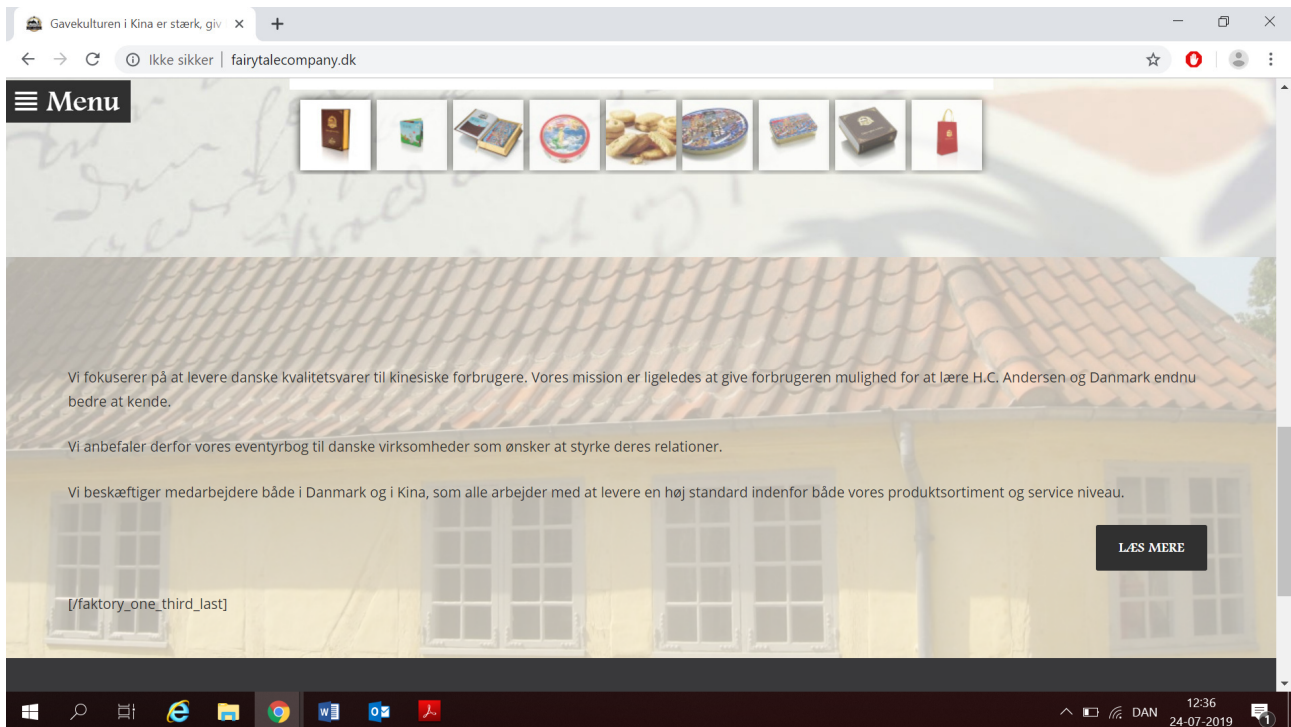 Gavekulturen i Kina er stærk, giv
Ikke sikker | fairytalecompany.dk
Menu
Vi fokuserer på at levere danske kvalitetsvarer til kinesiske forbrugere. Vores mission er ligeledes at give forbrugeren mulighed for at lære H.C. Andersen og Danmark endnu
bedre at kende.
Vi anbefaler derfor vores eventyrbog til danske virksomheder som ønsker at styrke deres relationer.
Vi beskæftiger medarbejdere både i Danmark og i Kina, som alle arbejder med at levere en høj standard indenfor både vores produktsortiment og service niveau.
LÆS MERE
[/faktory_one_third_last]
DAN
12:36
24-07-2019
1